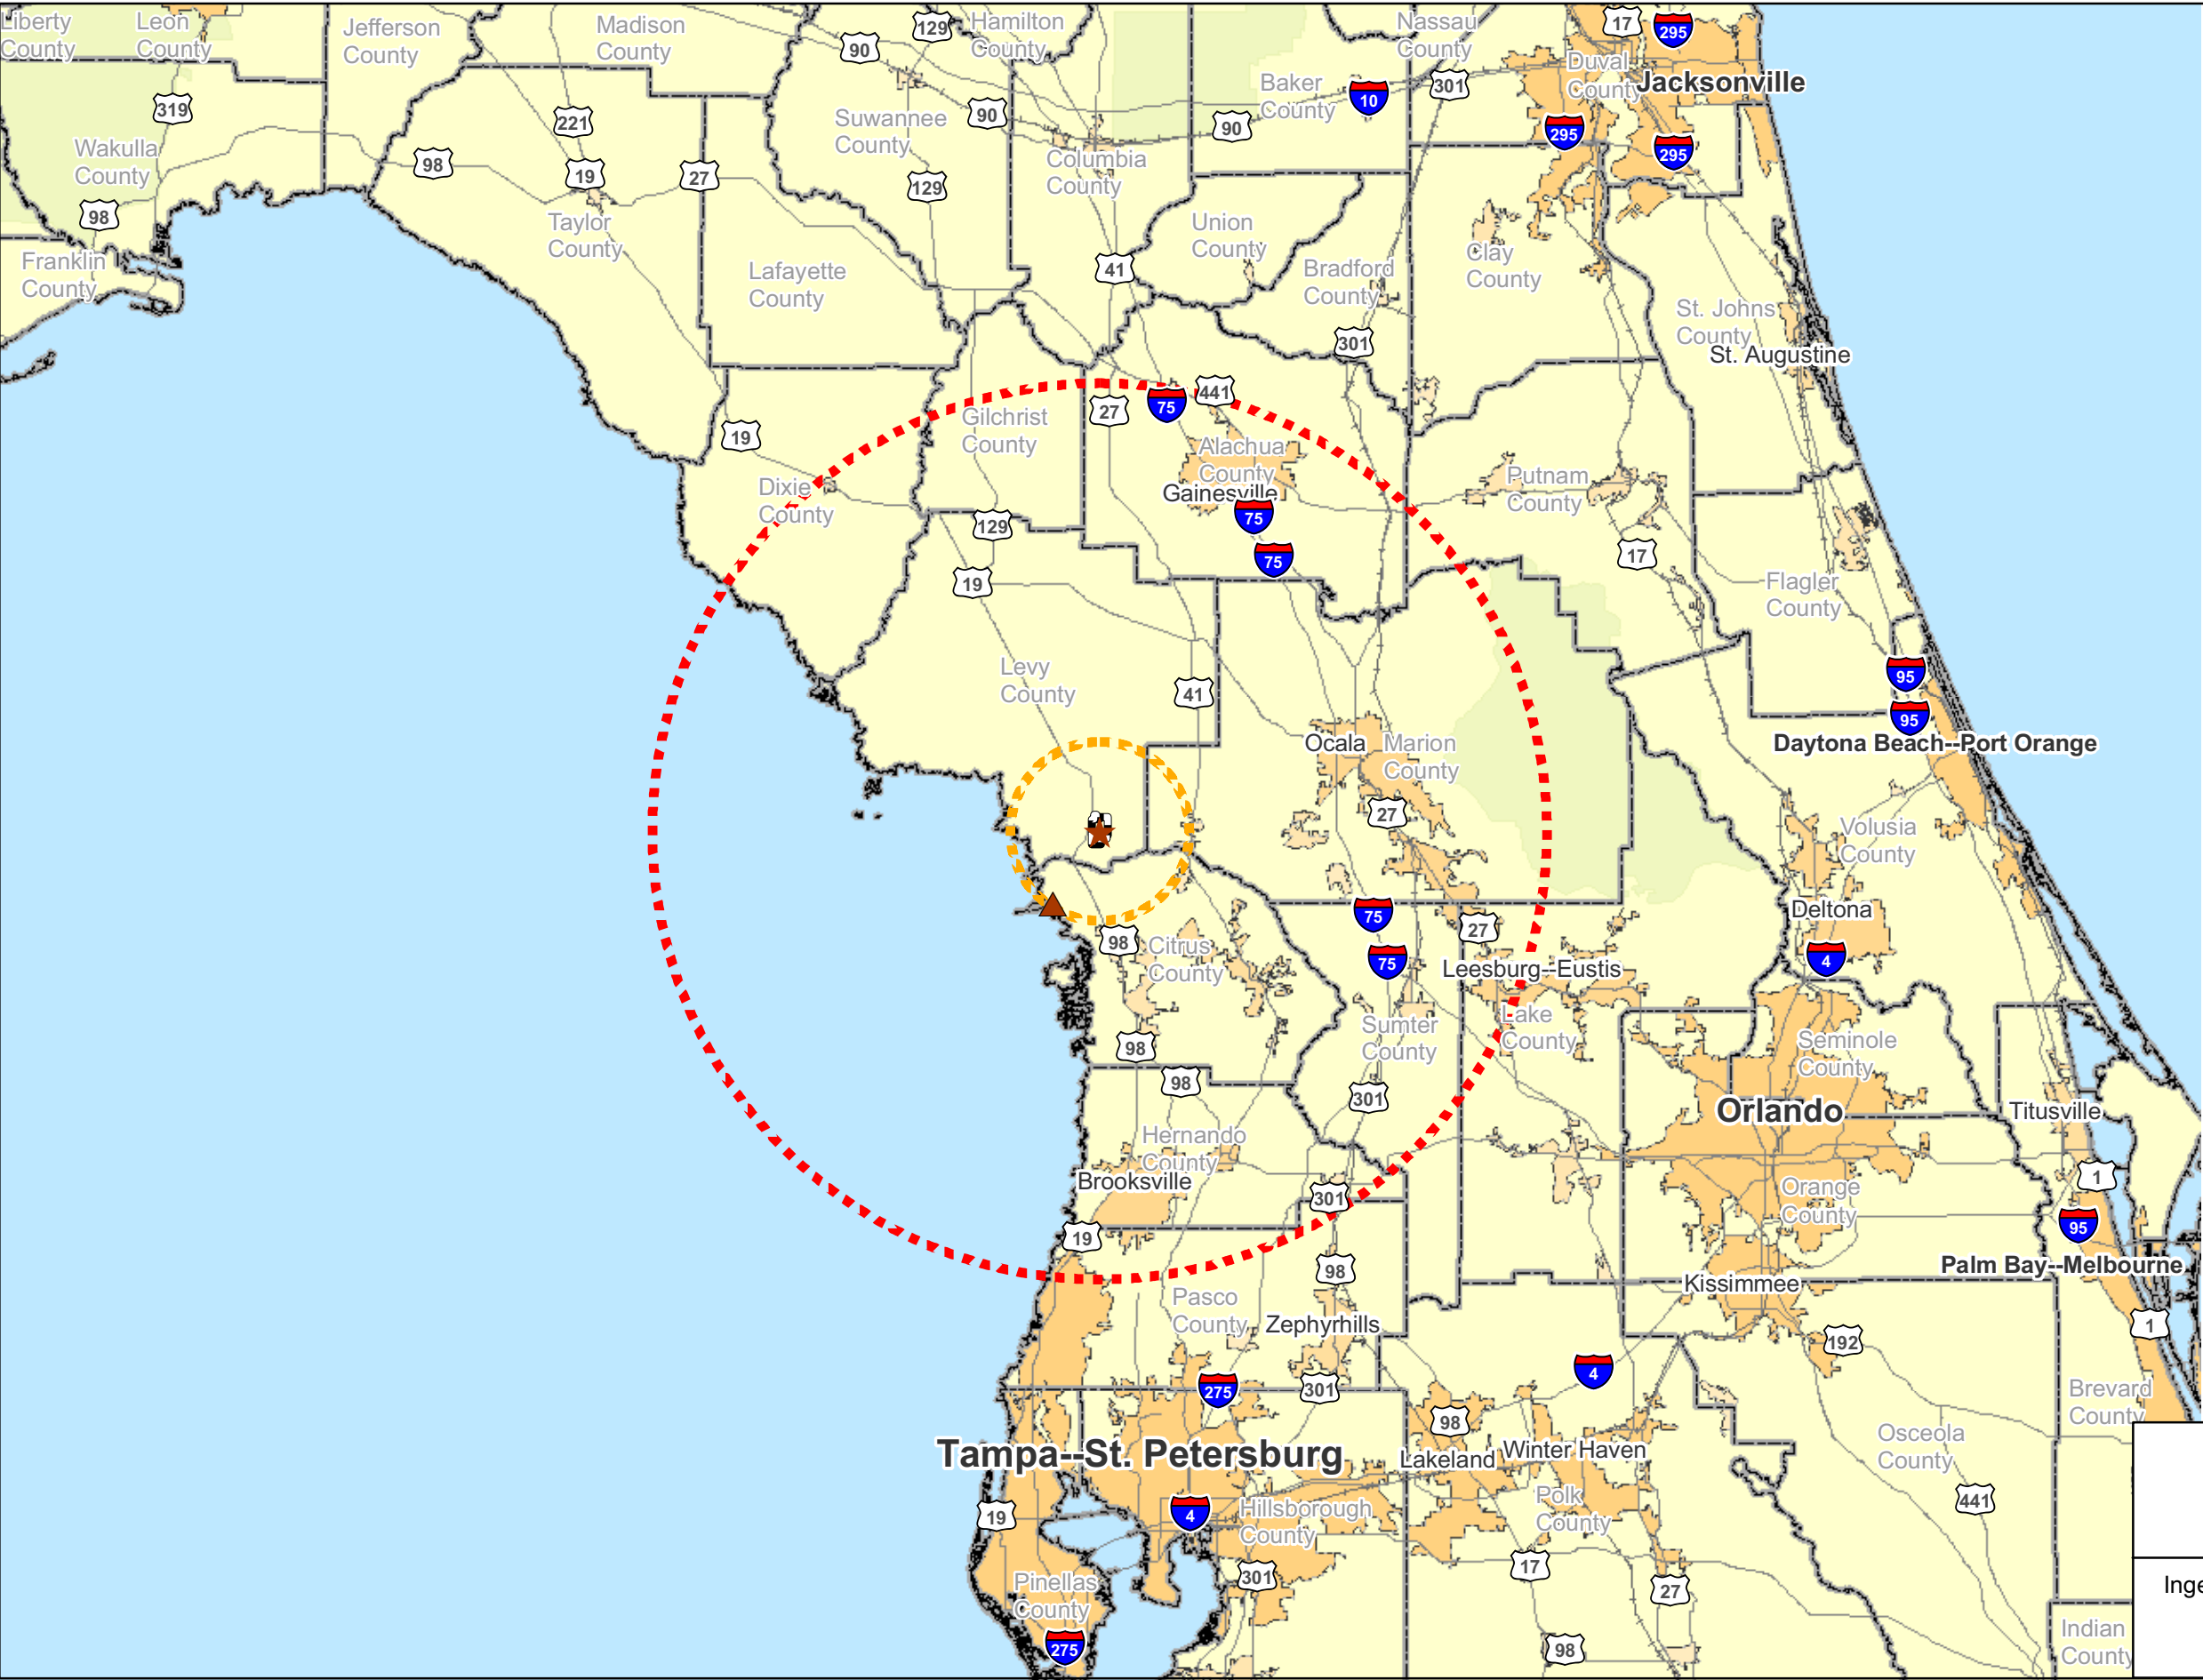 Liberty
County
Leon
County
Jefferson
County
Madison
County
90
129
Hamilton
County
Nassau
County
17
295
Duval
County
Jacksonville
319
221
Suwannee
County
90
90
Baker
County
10
301
295
295
Wakulla
County
98
98
19
27
129
Columbia
County
Taylor
County
Union
County
Clay
County
Franklin
County
Lafayette
County
41
Bradford
County
301
St. Johns
County
St. Augustine
19
Gilchrist
County
27
75
441
Alachua
County
Gainesville
75
75
Dixie
County
129
19
Putnam
County
17
Flagler
County
Levy
County
41
95
95
Daytona Beach--Port Orange
Ocala
Marion
County
27
Volusia
County
Deltona
4
98
Citrus
County
75
75
27
Leesburg--Eustis
Lake
County
Sumter
County
98
98
301
Seminole
County
Orlando
Titusville
Hernando
County
Brooksville
301
Orange
County
1
95
19
98
Palm Bay--Melbourne
Kissimmee
Pasco
County
Zephyrhills
1
192
275
301
4
Brevard
County
98
Tampa--St. Petersburg
Lakeland
Winter Haven
Osceola
County
19
4
Hillsborough
County
Polk
County
441
301
17
27
Pinellas
County
275
98
Inge
Indian
County